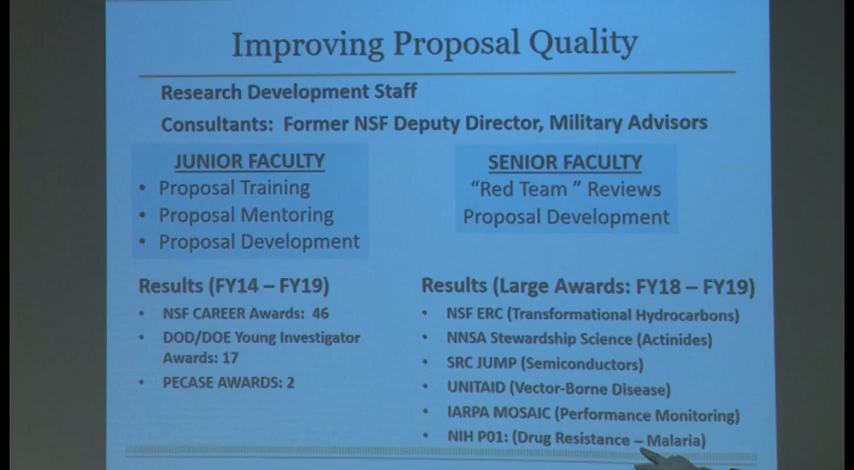 Improving Proposal Quality
Research Development Staff
Consultants: Former NSF Deputy Director, Military Advisors
JUNIOR FACULTY
• Proposal Training
• Proposal Mentoring
• Proposal Development
SENIOR FACULTY
“Red Team ” Reviews
Proposal Development
Results (FY14 – FY19)
• NSF CAREER Awards: 46
• DOD/DOE Young Investigator
Awards: 17
• PECASE AWARDS: 2
Results (Large Awards: FY18 – FY19)
• NSF ERC (Transformational Hydrocarbons)
• NNSA Stewardship Science (Actinides)
• SRC JUMP (Semiconductors)
• UNITAID (Vector-Borne Disease)
• IARPA MOSAIC (Performance Monitoring)
• NIH P01: (Drug Resistance – Malaria)